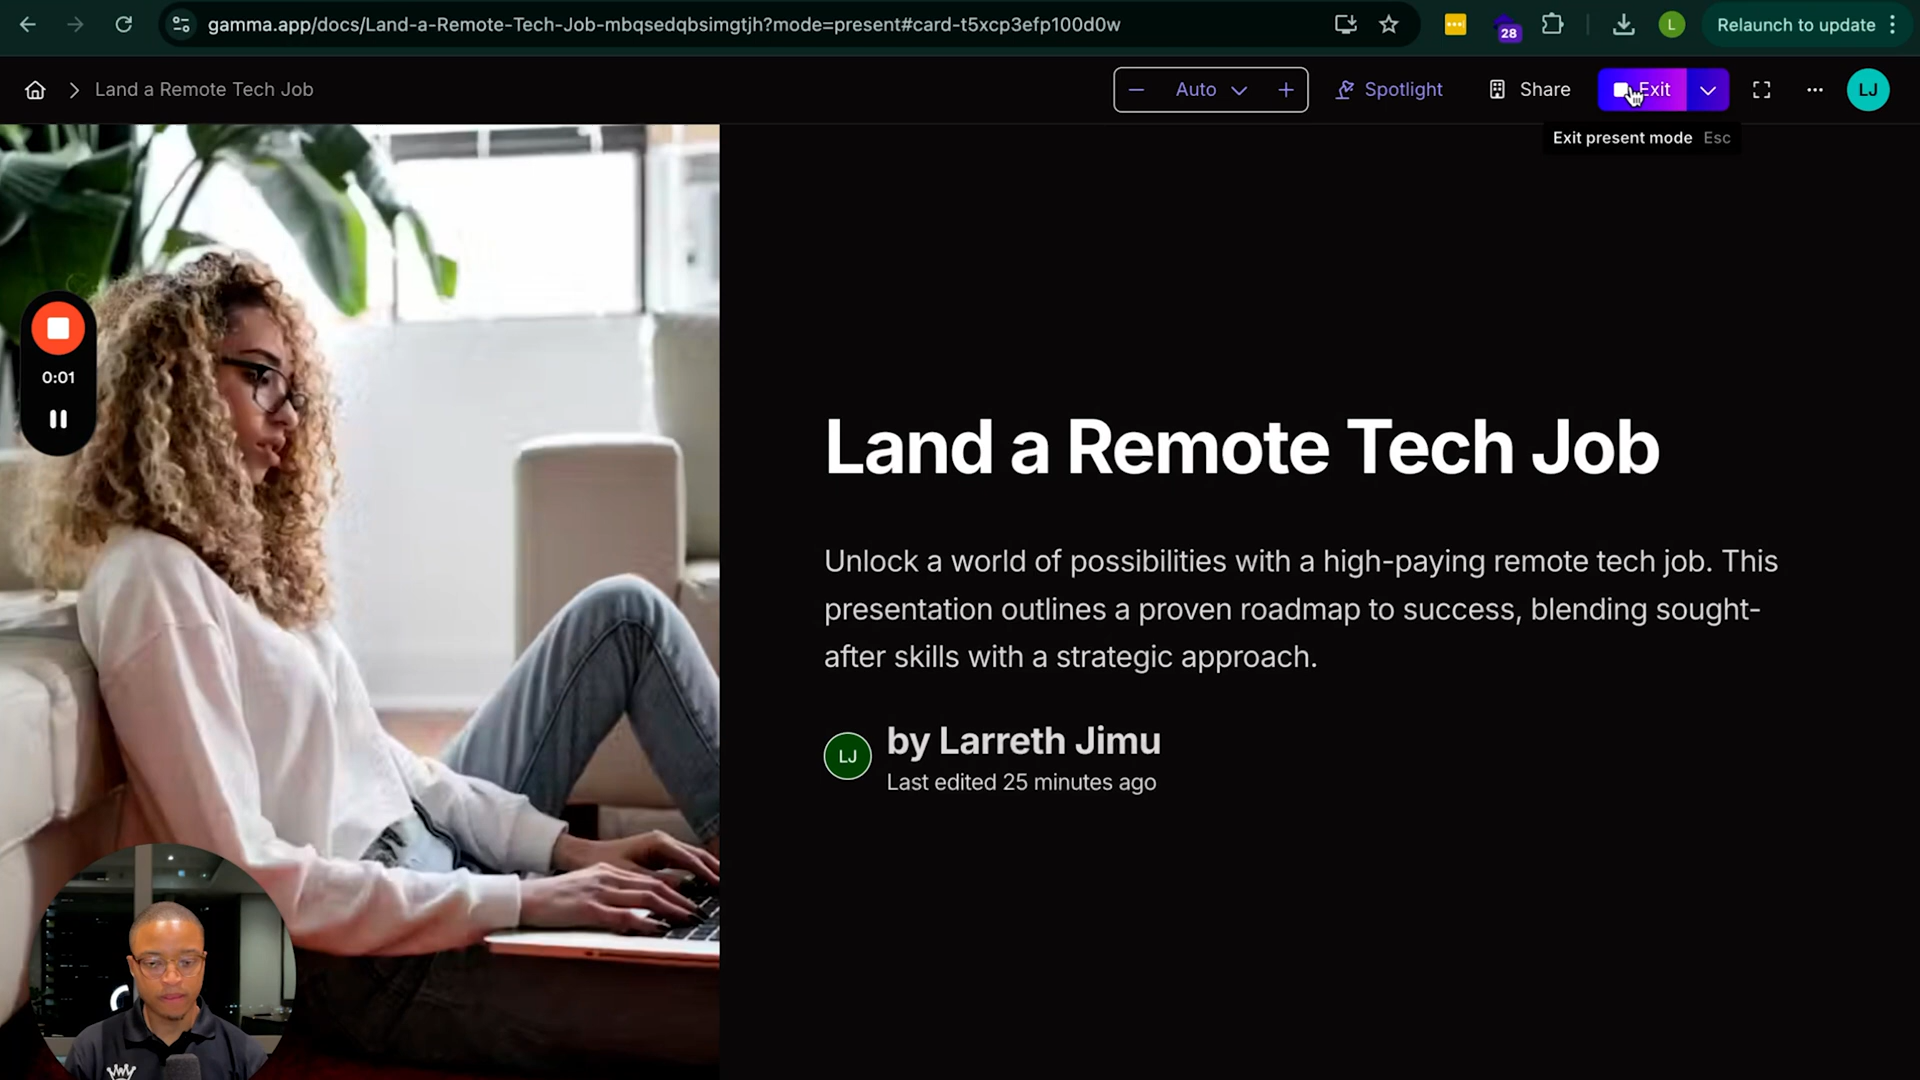 gamma.app/docs/Land-a-Remote-Tech-Job-mbqsedqbsimgtjh?mode=present#card-t5xcp3efp100d0w
28
L
Relaunch to update
Land a Remote Tech Job
Auto
Spotlight
Share
Exit
LJ
Exit present mode Esc
0:01
Land a Remote Tech Job
Unlock a world of possibilities with a high-paying remote tech job. This
presentation outlines a proven roadmap to success, blending sought-
after skills with a strategic approach.
LJ
by Larreth Jimu
Last edited 25 minutes ago